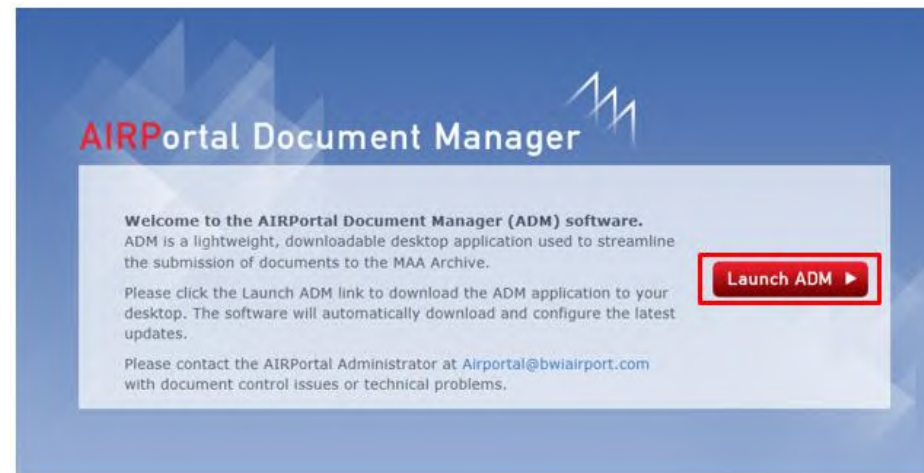 AIRPortal Document Manager
Welcome to the AIRPortal Document Manager (ADM) software.
ADM is a lightweight, downloadable desktop application used to streamline
the submission of documents to the MAA Archive.
Launch ADM
Please click the Launch ADM link to download the ADM application to your
desktop. The software will automatically download and configure the latest
updates.
Please contact the AIRPortal Administrator at Airportal@bwiairport.com
with document control issues or technical problems.